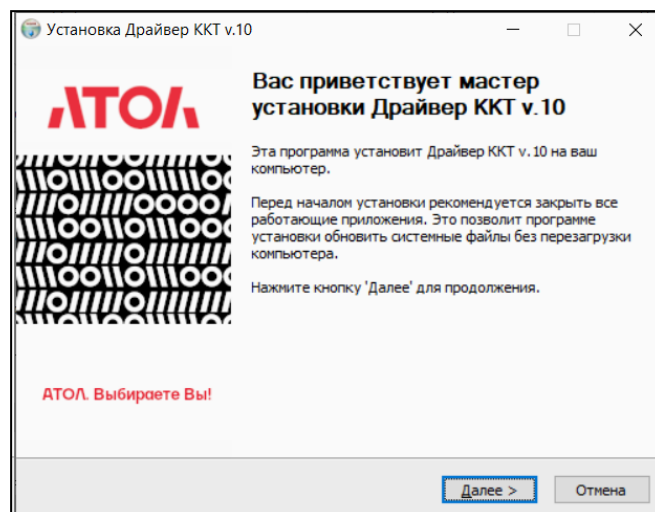 Установка Драйвер ККТ v.10
АТОЛ
Вас приветствует мастер
установки Драйвер ККТ v.10
Эта программа установит Драйвер ККТ v.10 на ваш
компьютер.
Перед началом установки рекомендуется закрыть все
работающие приложения. Это позволит программе
установки обновить системные файлы без перезагрузки
компьютера.
Нажмите кнопку 'Далее' для продолжения.
АТОЛ. Выбираете Вы!
Далее >
Отмена